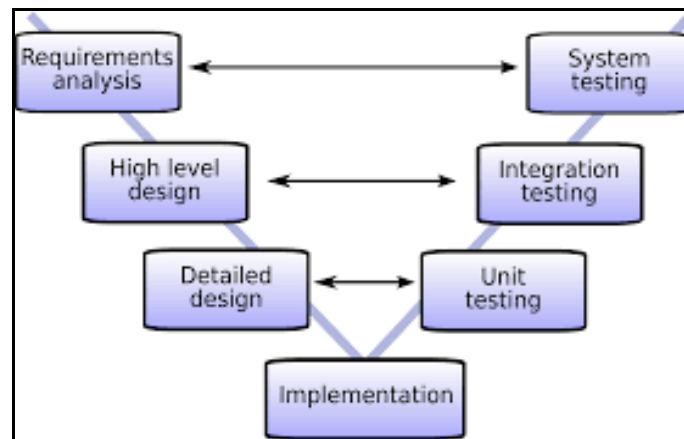 Requirements
analysis
System
testing
High level
design
Integration
testing
Detailed
design
Unit
testing
Implementation